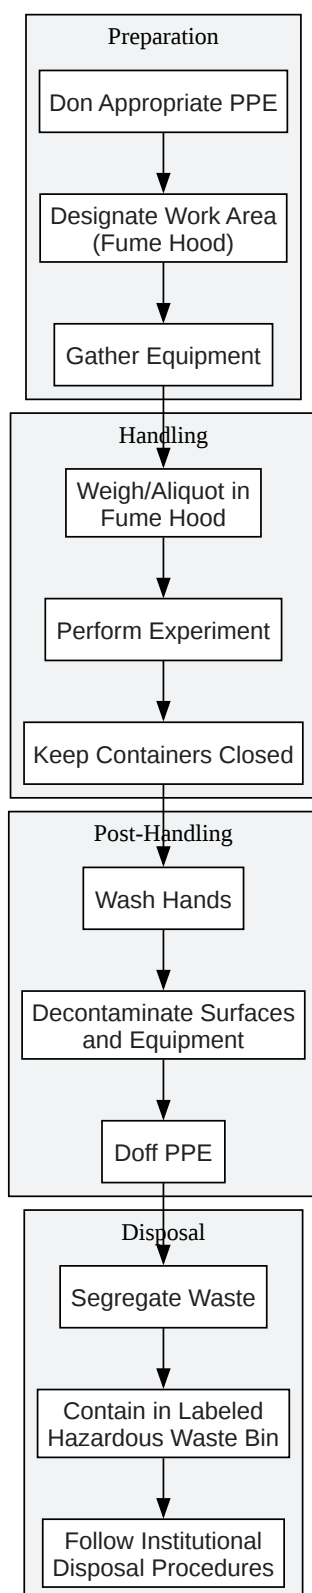 Preparation
Don Appropriate PPE
Designate Work Area
(Fume Hood)
Gather Equipment
Handling
Weigh/Aliquot in
Fume Hood
Perform Experiment
Keep Containers Closed
Post-Handling
Wash Hands
Decontaminate Surfaces
and Equipment
Doff PPE
Disposal
Segregate Waste
Contain in Labeled
Hazardous Waste Bin
Follow Institutional
Disposal Procedures